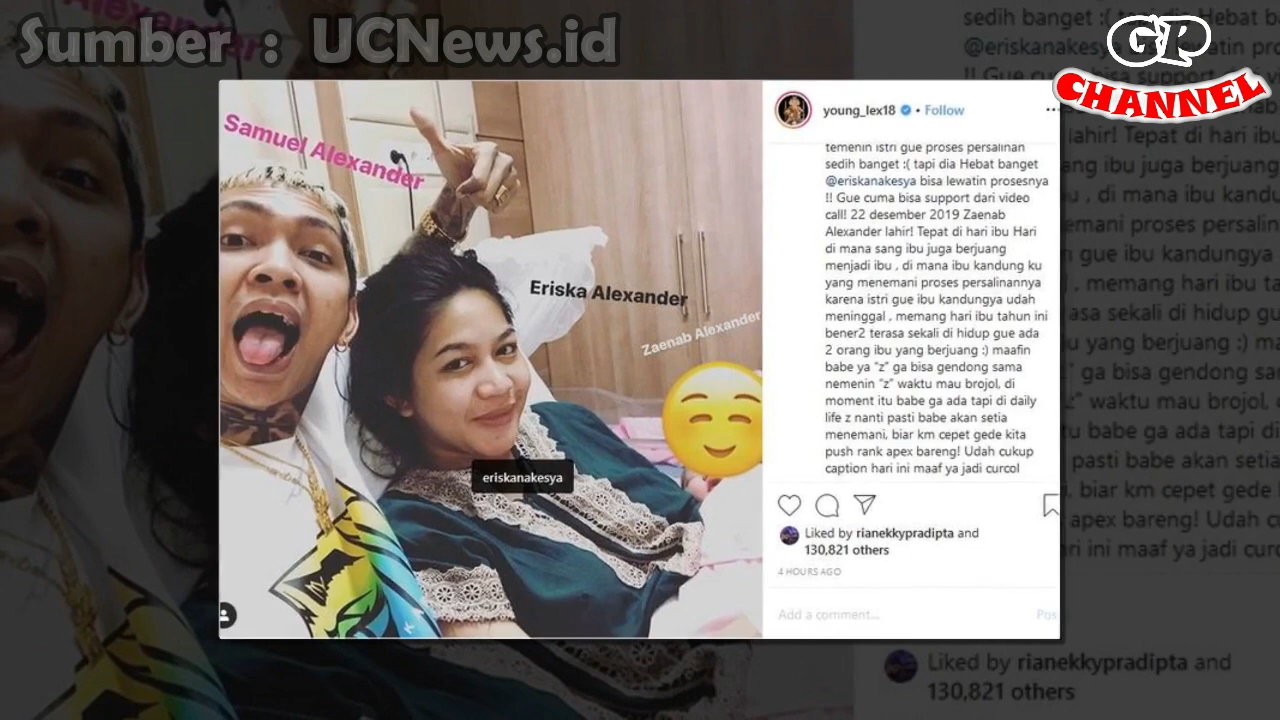 Sumber : UCNews.id
GP
CHANNEL
Samuel Alexander
Eriska Alexander
Zaenab Alexander
eriskanakesya
young_lex18 • Follow ...
temenin istri gue proses persalinan
sedih banget :( tapi dia Hebat banget
@eriskanakesya bisa lewatin prosesnya
!! Gue cuma bisa support dari video
call! 22 desember 2019 Zaenab
Alexander lahir! Tepat di hari ibu Hari
di mana sang ibu juga berjuang
menjadi ibu , di mana ibu kandung ku
yang menemani proses persalinannya
karena istri gue ibu kandungya udah
meninggal , memang hari ibu tahun ini
bener2 terasa sekali di hidup gue ada
2 orang ibu yang berjuang :) maafin
babe ya “z” ga bisa gendong sama
nemenin “z” waktu mau brojol, di
moment itu babe ga ada tapi di daily
life z nanti pasti babe akan setia
menemani, biar km cepet gede kita
push rank apex bareng! Udah cukup
caption hari ini maaf ya jadi curcol
Liked by rianekkypradipta and
130,821 others
4 HOURS AGO
Add a comment... Pos
Liked by rianekkypradipta and
130,821 others